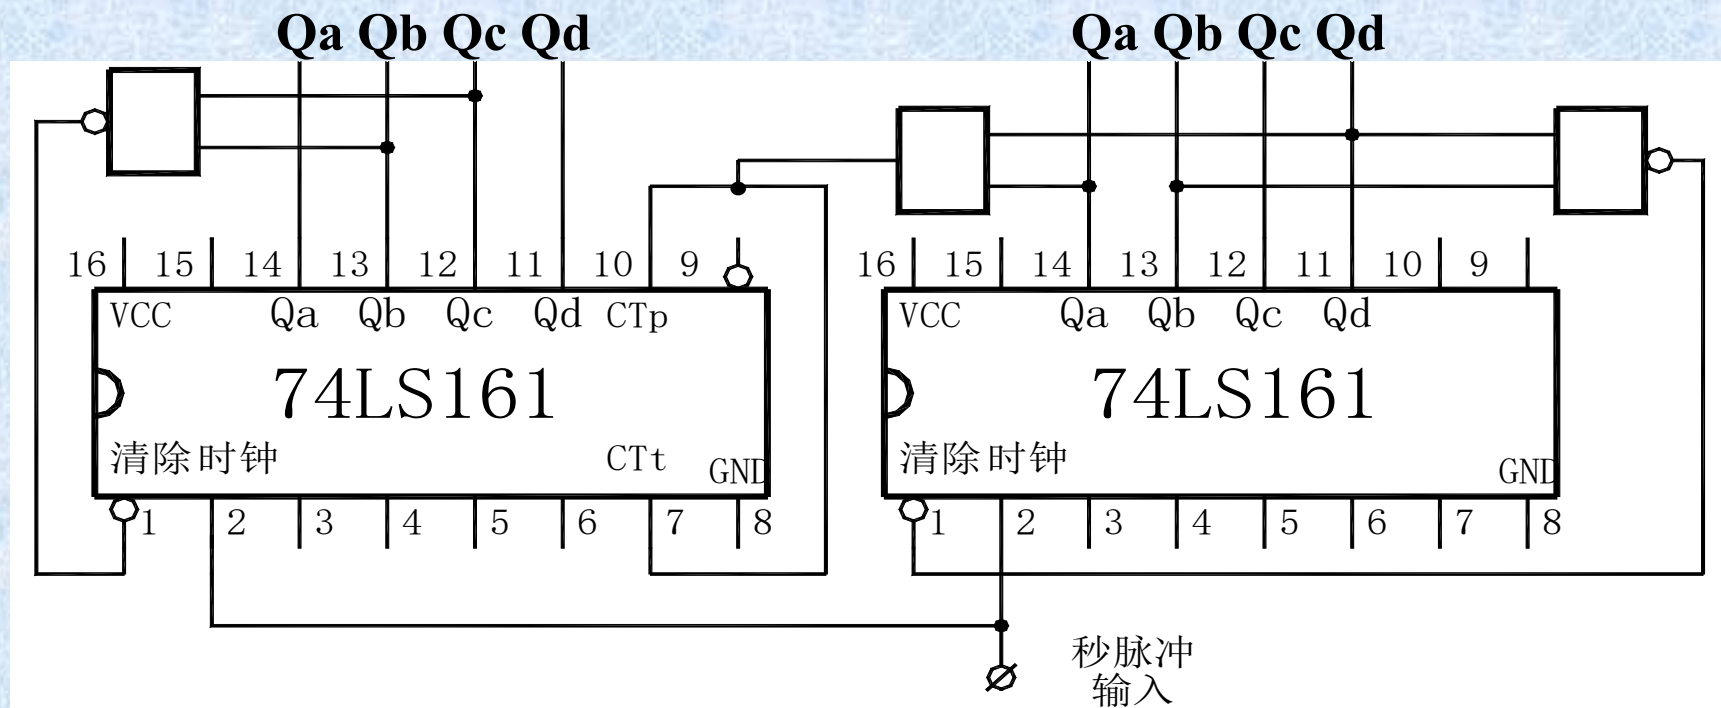 Qa Qb Qc Qd Qa Qb Qc Qd
16 15 14 13 12 11 10 9 16 15 14 13 12 11 10 9
VCC Qa Qb Qc Qd CTp VCC Qa Qb Qc Qd
74LS161 74LS161
清除 时钟 CTt GND 清除 时钟 GND
1 2 3 4 5 6 7 8 1 2 3 4 5 6 7 8
秒脉冲
输入